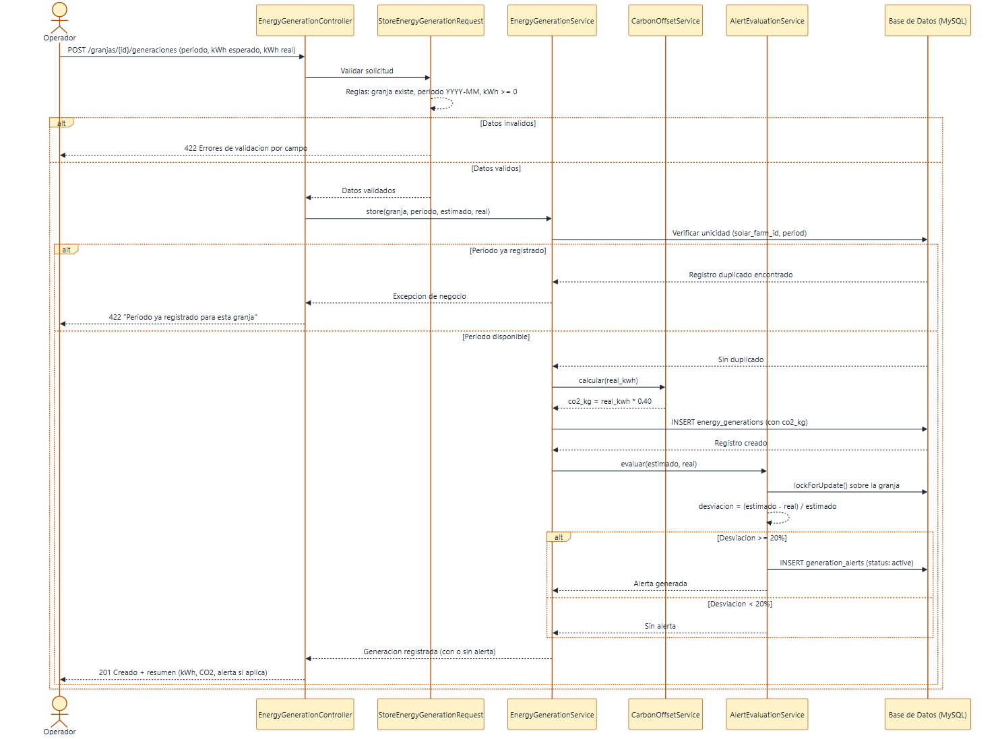 Operador
EnergyGenerationController
StoreEnergyGenerationRequest
EnergyGenerationService
CarbonOffsetService
AlertEvaluationService
Base de Datos (MySQL)
POST /granjas/{id}/generaciones (periodo, kWh esperado, kWh real)
Validar solicitud
Reglas: granja existe, periodo YYYY-MM, kWh >= 0
alt
[Datos invalidos]
422 Errores de validacion por campo
[Datos validos]
Datos validados
store(granja, periodo, estimado, real)
Verificar unicidad (solar_farm_id, period)
alt
[Periodo ya registrado]
Registro duplicado encontrado
Excepcion de negocio
422 "Periodo ya registrado para esta granja"
[Periodo disponible]
Sin duplicado
calcular(real_kwh)
co2_kg = real_kwh * 0.40
INSERT energy_generations (con co2_kg)
Registro creado
evaluar(estimado, real)
lockForUpdate() sobre la granja
desviacion = (estimado - real) / estimado
alt
[Desviacion >= 20%]
INSERT generation_alerts (status: active)
Alerta generada
[Desviacion < 20%]
Sin alerta
Generacion registrada (con o sin alerta)
201 Creado + resumen (kWh, CO2, alerta si aplica)
Operador
EnergyGenerationController
StoreEnergyGenerationRequest
EnergyGenerationService
CarbonOffsetService
AlertEvaluationService
Base de Datos (MySQL)